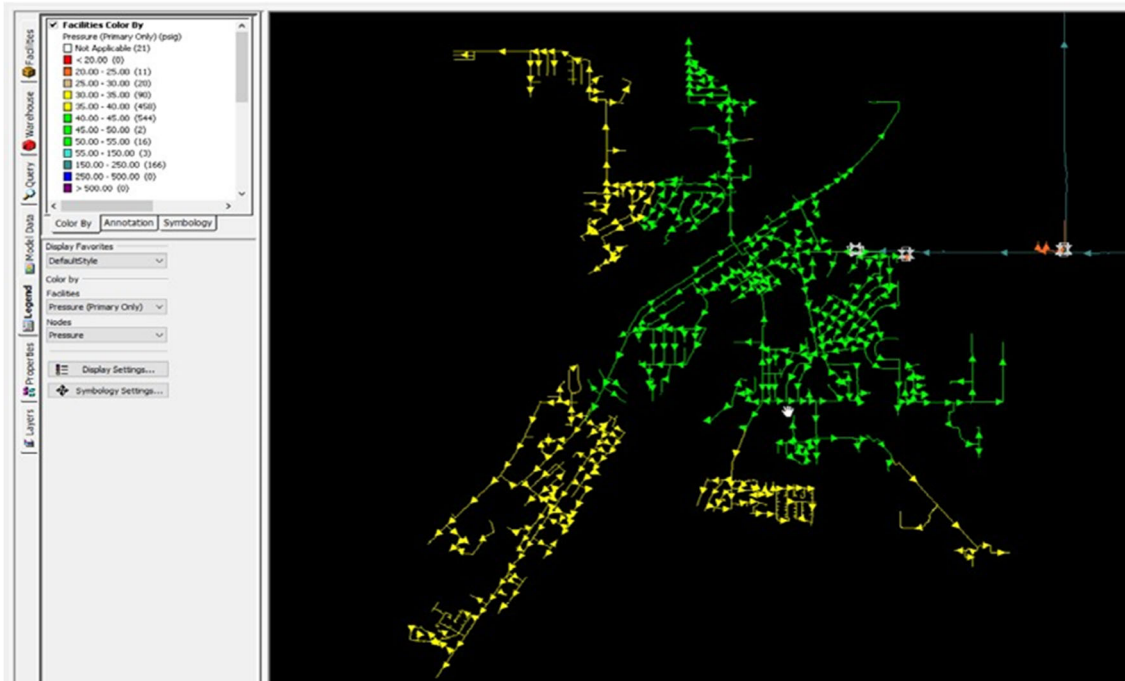 Facilities
Warehouse
Query
Model Data
Legend
Properties
Layers
Facilities Color By
Pressure (Primary Only) (psig)
Not Applicable (21)
< 20.00 (0)
20.00 - 25.00 (11)
25.00 - 30.00 (20)
30.00 - 35.00 (90)
35.00 - 40.00 (458)
40.00 - 45.00 (544)
45.00 - 50.00 (2)
50.00 - 55.00 (16)
55.00 - 150.00 (3)
150.00 - 250.00 (166)
250.00 - 500.00 (0)
> 500.00 (0)
Color By Annotation Symbology
Display Favorites
DefaultStyle
Color by
Facilities
Pressure (Primary Only)
Nodes
Pressure
Display Settings...
Symbology Settings...